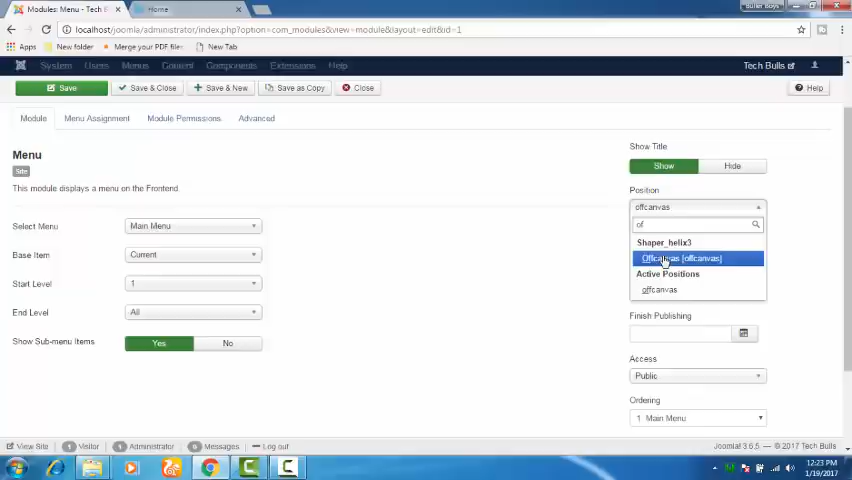 Modules: Menu - Tech E
Home
Buller Boys
localhost/joomla/administrator/index.php?option=com_modules&view=module&layout=edit&id=1
Apps
Bookmarks
Merge your PDF files
New Tab
System Users Menus Content Components Extensions Help
Tech Bulls
Save
Save & Close
Save & New
Save as Copy
Close
Help
Module
Menu Assignment
Module Permissions
Advanced
Show Title
Menu
Show
Hide
Site
This module displays a menu on the Frontend
Position
offcanvas
of
Select Menu
Main Menu
Shaper_helix3
Base Item
Current
Offcanvas [offcanvas]
Active Positions
Start Level
1
offcanvas
End Level
All
Finish Publishing
Show Sub-menu Items
Yes
No
Access
Public
Ordering
1 Main Menu
View Site
1 Visitor
1 Administrator
0 Messages
Log out
Joomla! 3.6.5 — © 2017 Tech Bulls
12:23 PM
1/19/2017